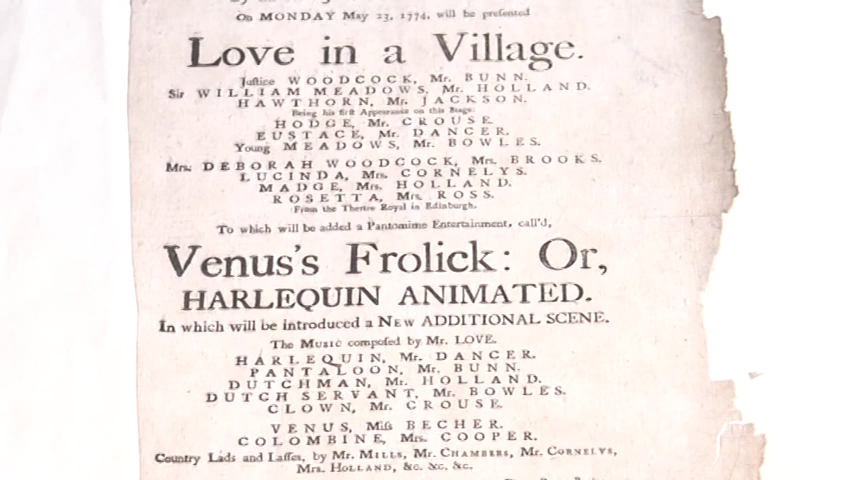 On MONDAY May 23, 1774, will be presented
Love in a Village.
Justice WOODCOCK, Mr. BUNN.
Sir WILLIAM MEADOWS, Mr. HOLLAND.
HAWTHORN, Mr. JACKSON.
Being his first Appearance on this Stage.
HODGE, Mr. CROUSE.
EUSTACE, Mr. DANCER.
Young MEADOWS, Mr. BOWLES.
Mrs. DEBORAH WOODCOCK, Mrs. BROOKS.
LUCINDA, Mrs. CORNELYS.
MADGE, Mrs. HOLLAND.
ROSETTA, Mrs. ROSS.
From the Theatre Royal in Edinburgh.
To which will be added a Pantomime Entertainment, call'd,
Venus's Frolick: Or,
HARLEQUIN ANIMATED.
In which will be introduced a NEW ADDITIONAL SCENE.
The Music composed by Mr. LOVE.
HARLEQUIN, Mr. DANCER.
PANTALOON, Mr. BUNN.
DUTCHMAN, Mr. HOLLAND.
DUTCH SERVANT, Mr. BOWLES.
CLOWN, Mr. CROUSE.
VENUS, Miss BECHER.
COLOMBINE, Mrs. COOPER.
Country Lads and Lasses, by Mr. MILLS, Mr. CHAMBERS, Mr. CORNELYS,
Mrs. HOLLAND, &c. &c. &c.